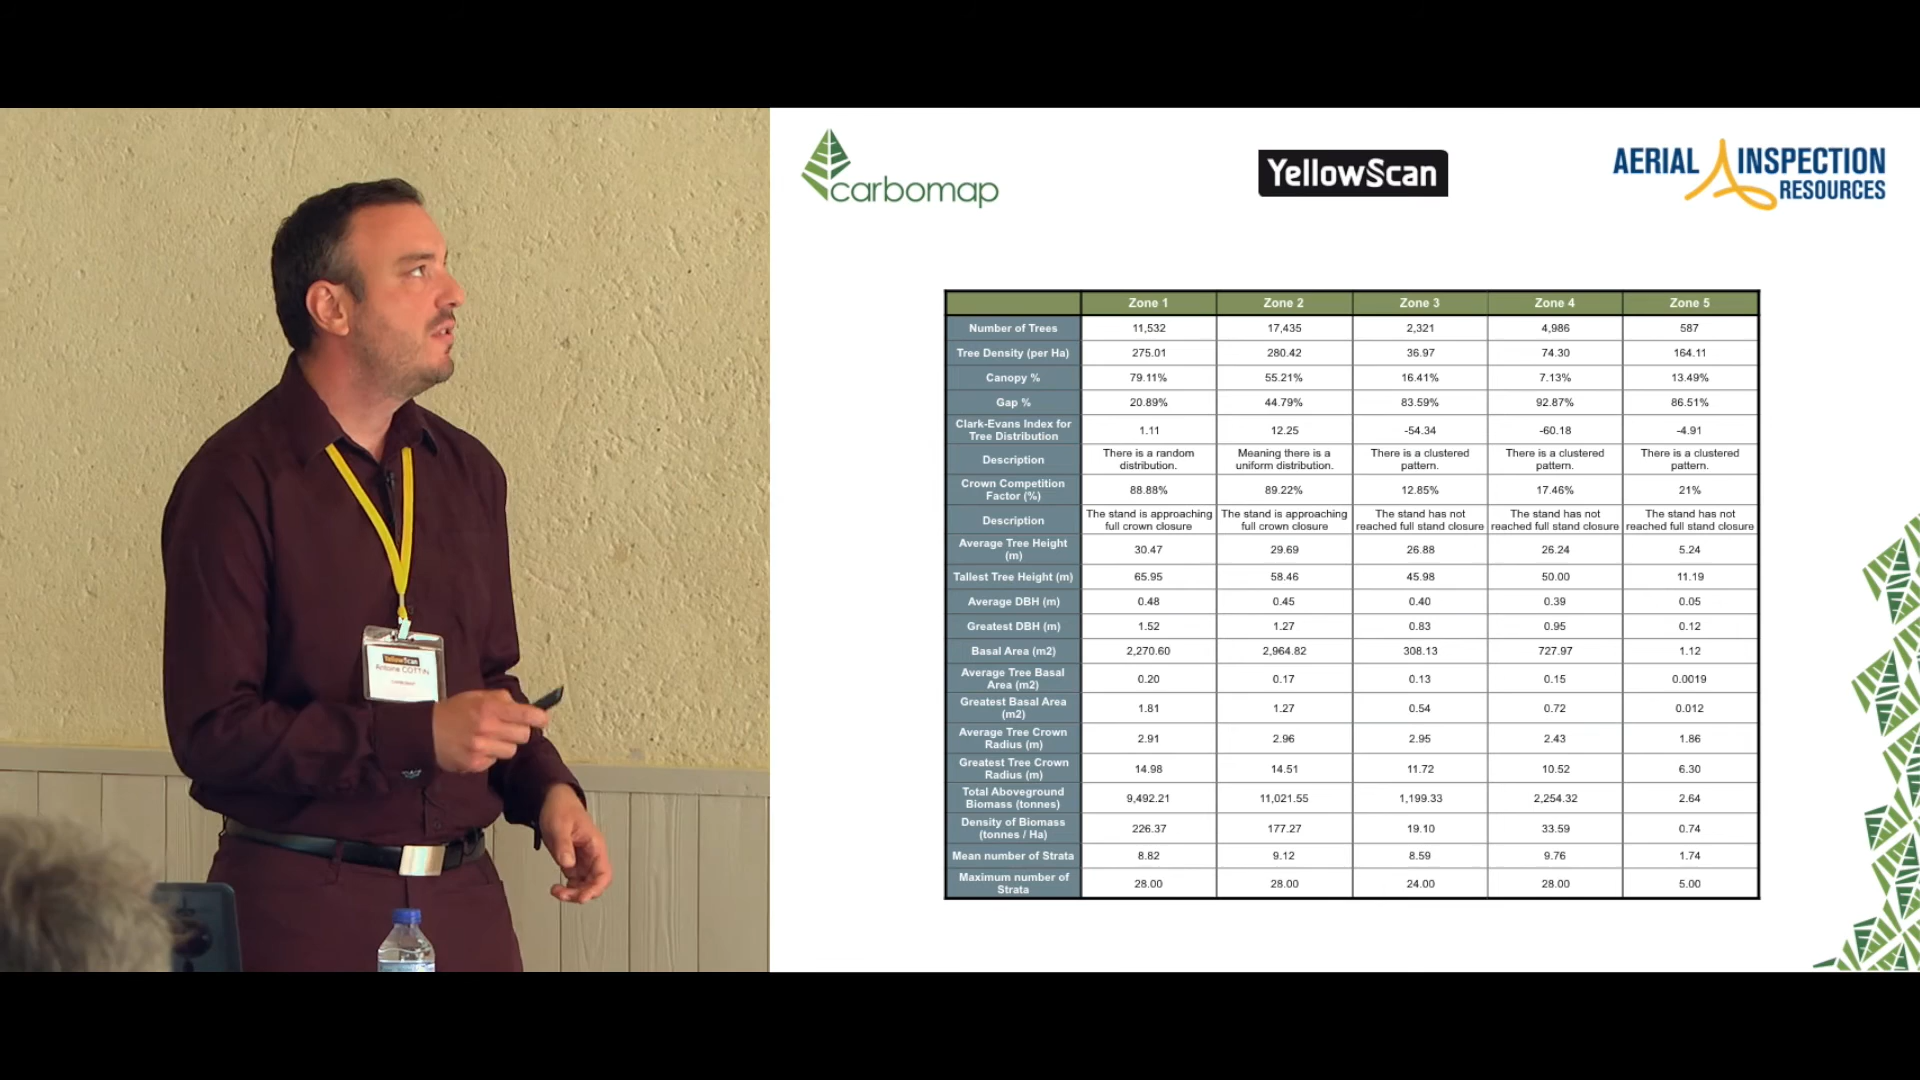 carbomap
YellowScan
AERIAL INSPECTION
RESOURCES
Zone 1 Zone 2 Zone 3 Zone 4 Zone 5
Number of Trees 11,532 17,435 2,321 4,986 587
Tree Density (per Ha) 275.01 280.42 36.97 74.30 164.11
Canopy % 79.11% 55.21% 16.41% 7.13% 13.49%
Gap % 20.89% 44.79% 83.59% 92.87% 86.51%
Clark-Evans Index for
Tree Distribution 1.11 12.25 -54.34 -60.18 -4.91
Description There is a random
distribution. Meaning there is a
uniform distribution. There is a clustered
pattern. There is a clustered
pattern. There is a clustered
pattern.
Crown Competition
Factor (%) 88.88% 89.22% 12.85% 17.46% 21%
Description The stand is approaching
full crown closure The stand is approaching
full crown closure The stand has not
reached full stand closure The stand has not
reached full stand closure The stand has not
reached full stand closure
Average Tree Height
(m) 30.47 29.69 26.88 26.24 5.24
Tallest Tree Height (m) 65.95 58.46 45.98 50.00 11.19
Average DBH (m) 0.48 0.45 0.40 0.39 0.05
Greatest DBH (m) 1.52 1.27 0.83 0.95 0.12
Basal Area (m2) 2,270.60 2,964.82 308.13 727.97 1.12
Average Tree Basal
Area (m2) 0.20 0.17 0.13 0.15 0.0019
Greatest Basal Area
(m2) 1.81 1.27 0.54 0.72 0.012
Average Tree Crown
Radius (m) 2.91 2.96 2.95 2.43 1.86
Greatest Tree Crown
Radius (m) 14.98 14.51 11.72 10.52 6.30
Total Aboveground
Biomass (tonnes) 9,492.21 11,021.55 1,199.33 2,254.32 2.64
Density of Biomass
(tonnes / Ha) 226.37 177.27 19.10 33.59 0.74
Mean number of Strata 8.82 9.12 8.59 9.76 1.74
Maximum number of
Strata 28.00 28.00 24.00 28.00 5.00
YellowScan
Antoine COTTIN